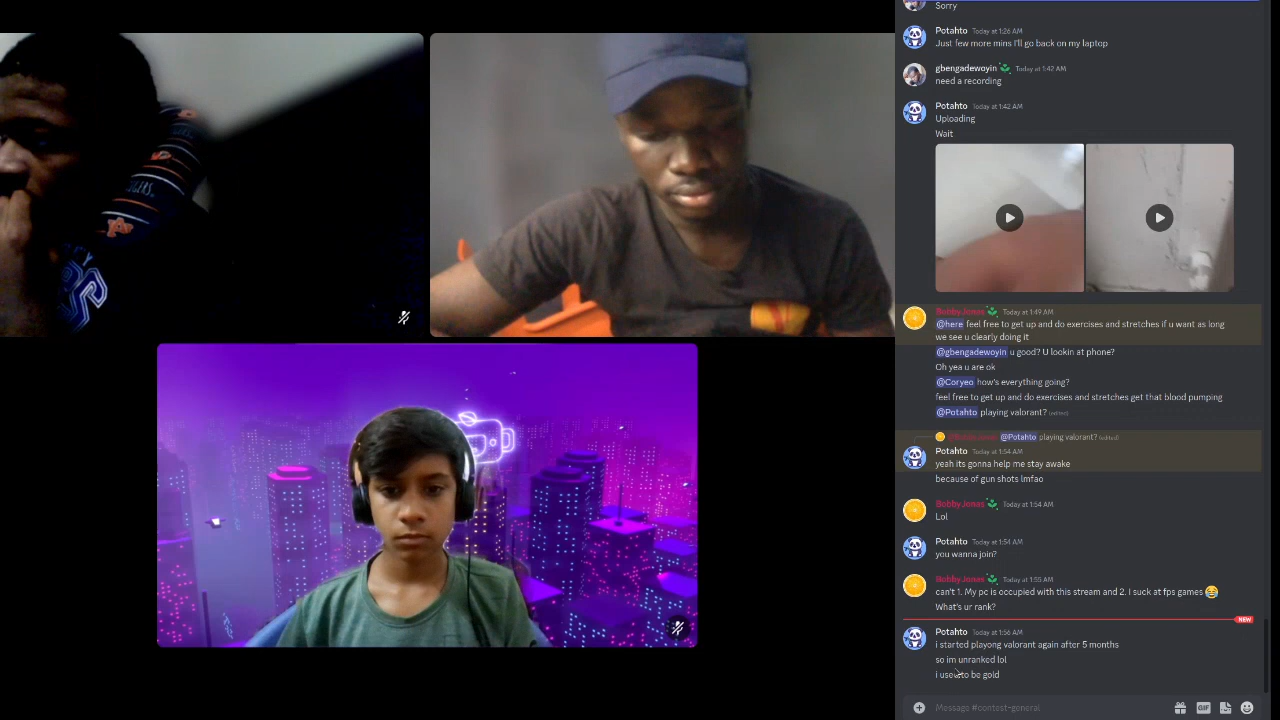 Sorry
Potahto Today at 1:26 AM
Just few more mins I'll go back on my laptop
gbengadewoyin Today at 1:42 AM
need a recording
Potahto Today at 1:42 AM
Uploading
Wait
BobbyJones Today at 1:49 AM
@here feel free to get up and do exercises and stretches if u want as long
we see u clearly doing it
@gbengadewoyin u good? U lookin at phone?
Oh yea u are ok
@Coryeo how's everything going?
feel free to get up and do exercises and stretches get that blood pumping
@Potahto playing valorant? (edited)
@Potahto playing valorant? (edited)
Potahto Today at 1:54 AM
yeah its gonna help me stay awake
because of gun shots lmfao
BobbyJones Today at 1:54 AM
Lol
Potahto Today at 1:54 AM
you wanna join?
BobbyJones Today at 1:55 AM
can't 1. My pc is occupied with this stream and 2. I suck at fps games 😂
What's ur rank?
NEW
Potahto Today at 1:56 AM
i started playong valorant again after 5 months
so im unranked lol
i used to be gold
Message #contest-general
GIF